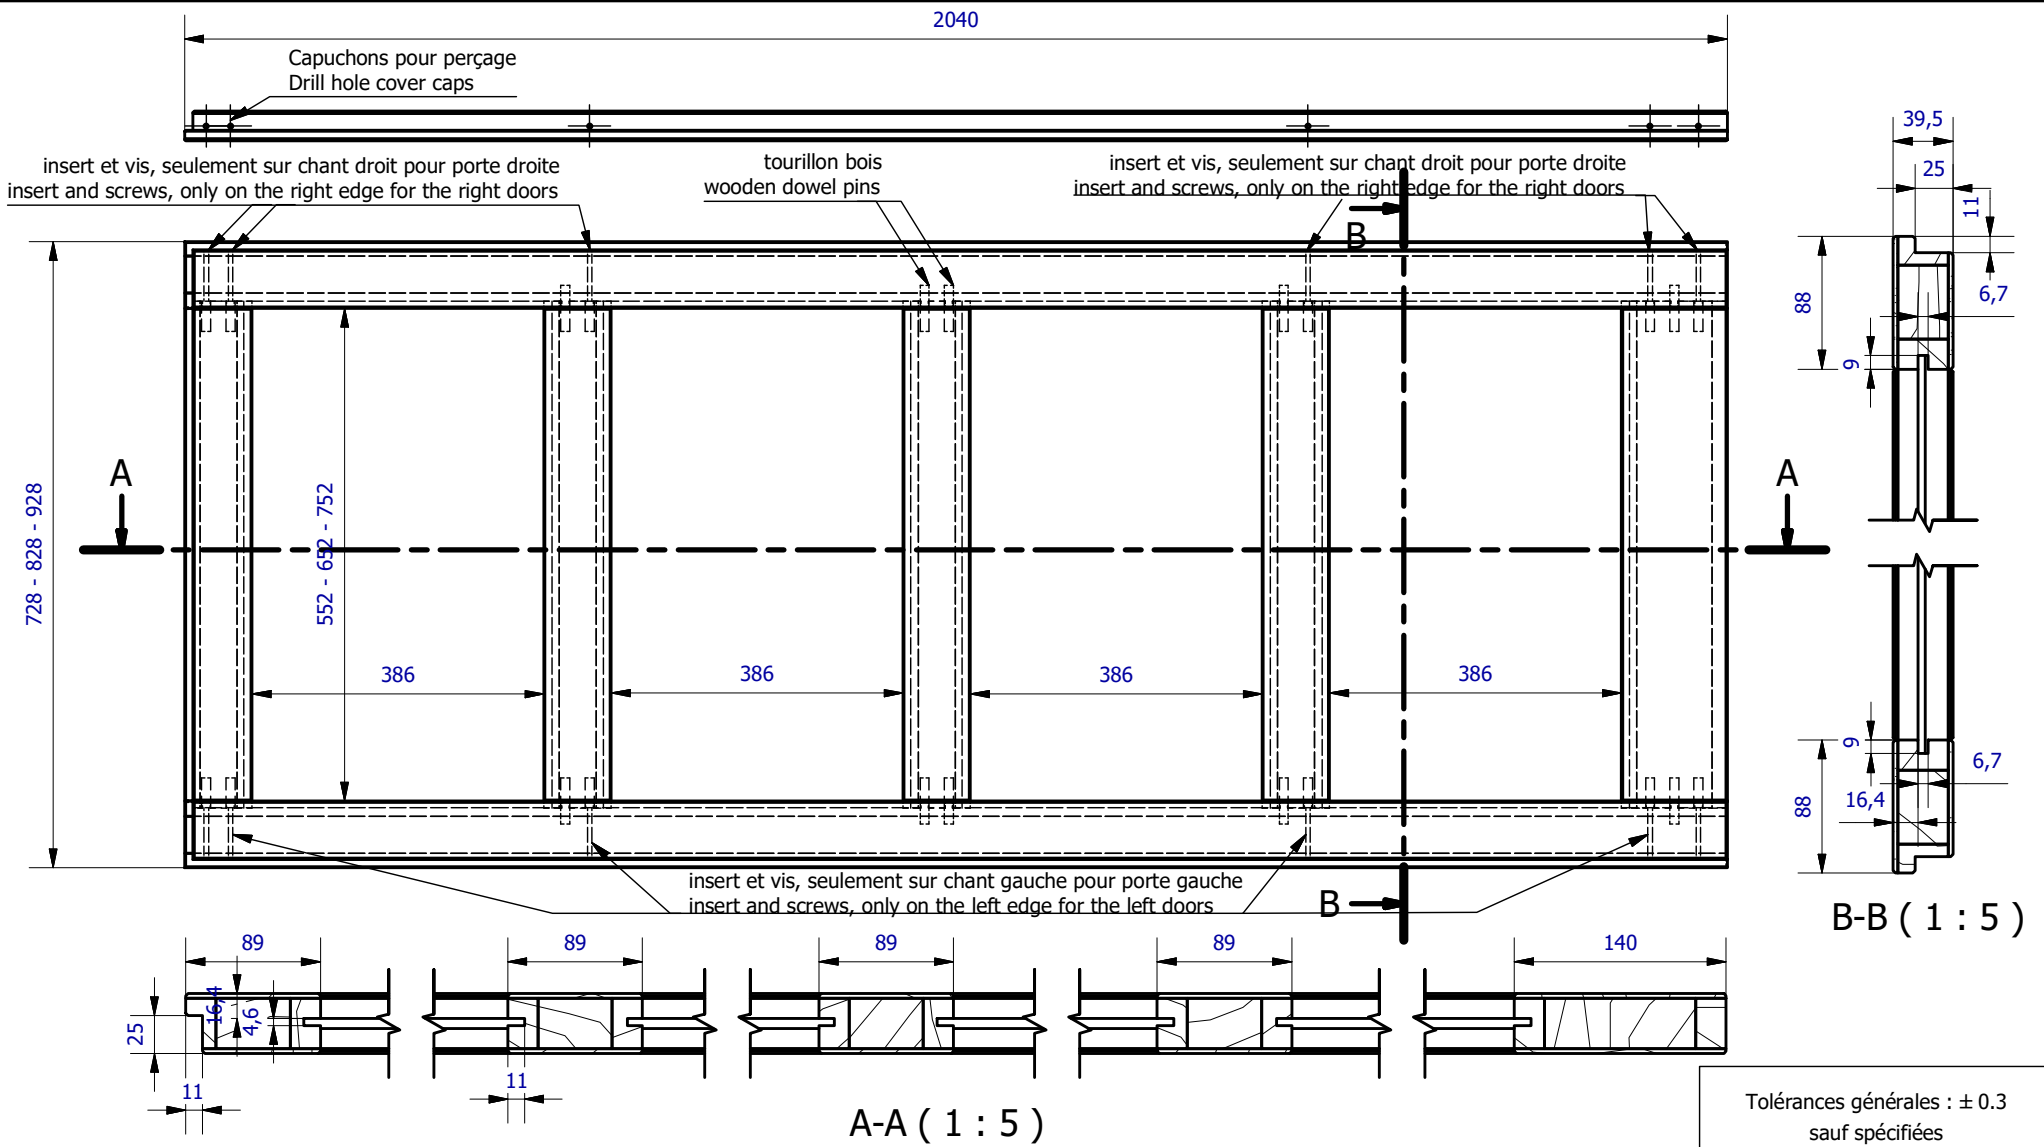 2040
Capuchons pour perçage
Drill hole cover caps
39,5
25
11
insert et vis, seulement sur chant droit pour porte droite
insert and screws, only on the right edge for the right doors
tourillon bois
wooden dowel pins
insert et vis, seulement sur chant droit pour porte droite
insert and screws, only on the right edge for the right doors
B
88
6,7
9
A
A
728 - 828 - 928
552 - 652 - 752
386
386
386
386
9
6,7
16,4
88
insert et vis, seulement sur chant gauche pour porte gauche
insert and screws, only on the left edge for the left doors
B
B-B ( 1 : 5 )
89
89
89
89
140
16,4
4,6
25
11
11
A-A ( 1 : 5 )
Tolérances générales : ± 0.3
sauf spécifiées